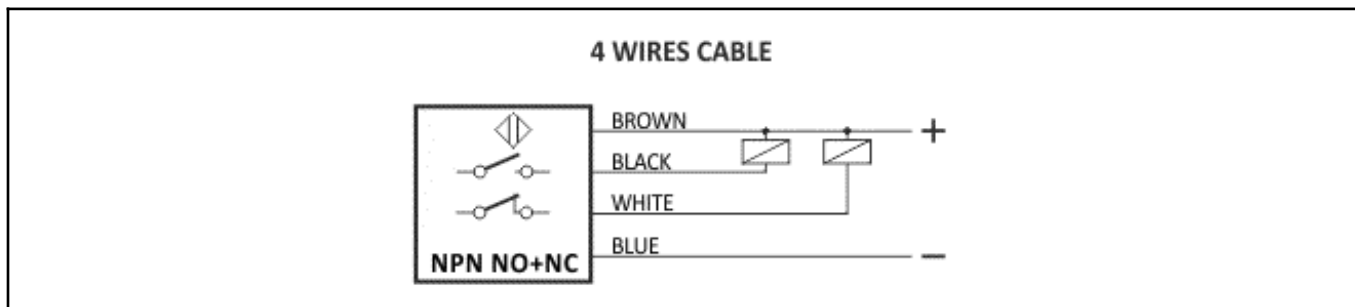 4 WIRES CABLE
BROWN
+
BLACK
WHITE
BLUE
−
NPN NO+NC